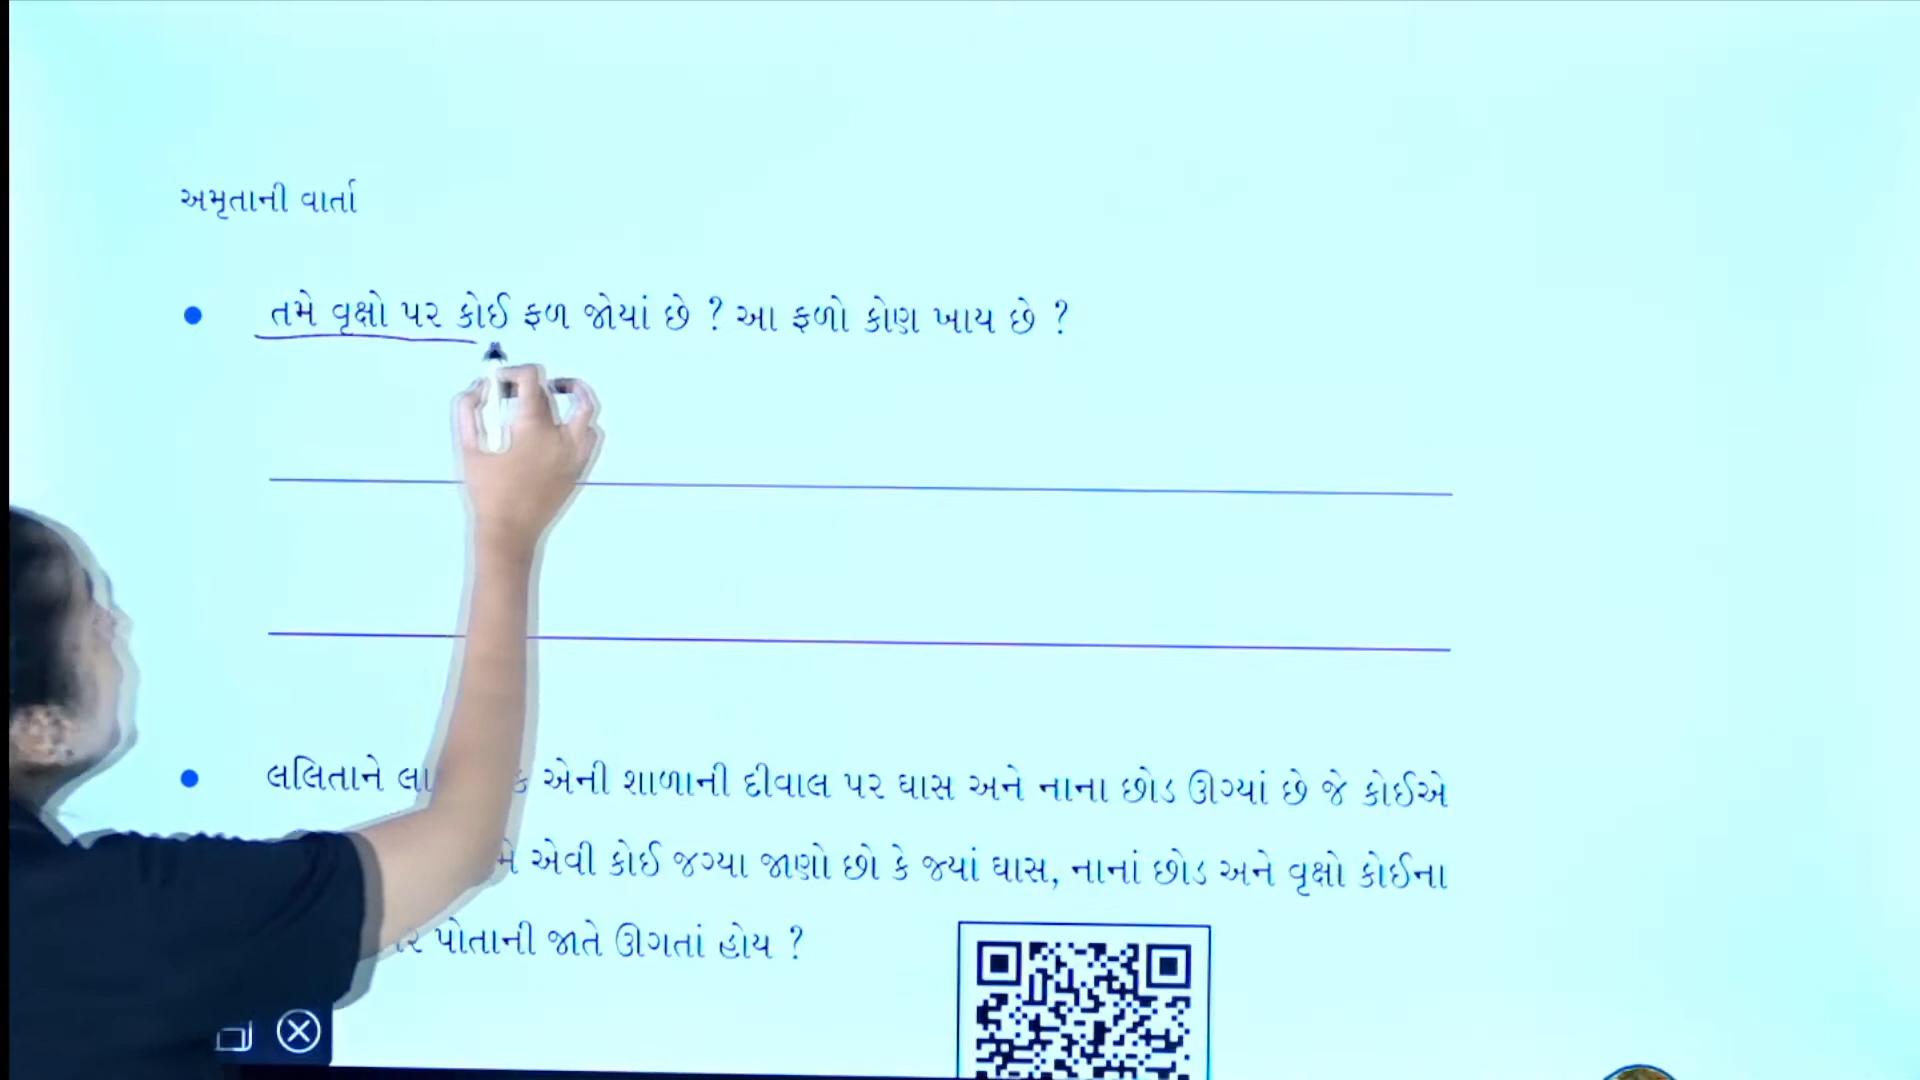 અમૃતાની વાર્તા
તમે વૃક્ષો પર કોઈ ફળ જોયાં છે ? આ ફળો કોણ ખાય છે ?
લલિતાને એની શાળાની દીવાલ પર ઘાસ અને નાના છોડ ઊગ્યાં છે જે કોઈએ
એવી કોઈ જગ્યા જાણો છો કે જ્યાં ઘાસ, નાનાં છોડ અને વૃક્ષો કોઈના
પોતાની જાતે ઊગતાં હોય ?